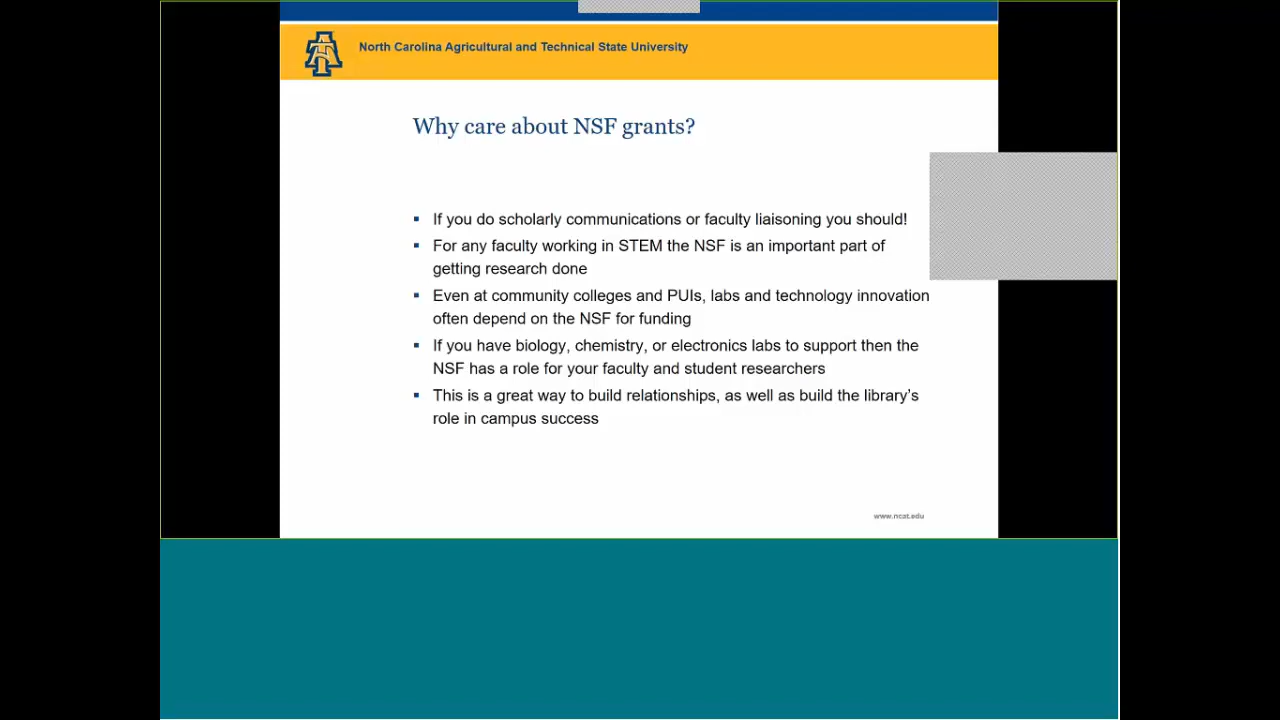 North Carolina Agricultural and Technical State University
Why care about NSF grants?
If you do scholarly communications or faculty liaisoning you should!
For any faculty working in STEM the NSF is an important part of
getting research done
Even at community colleges and PUIs, labs and technology innovation
often depend on the NSF for funding
If you have biology, chemistry, or electronics labs to support then the
NSF has a role for your faculty and student researchers
This is a great way to build relationships, as well as build the library’s
role in campus success
www.ncat.edu